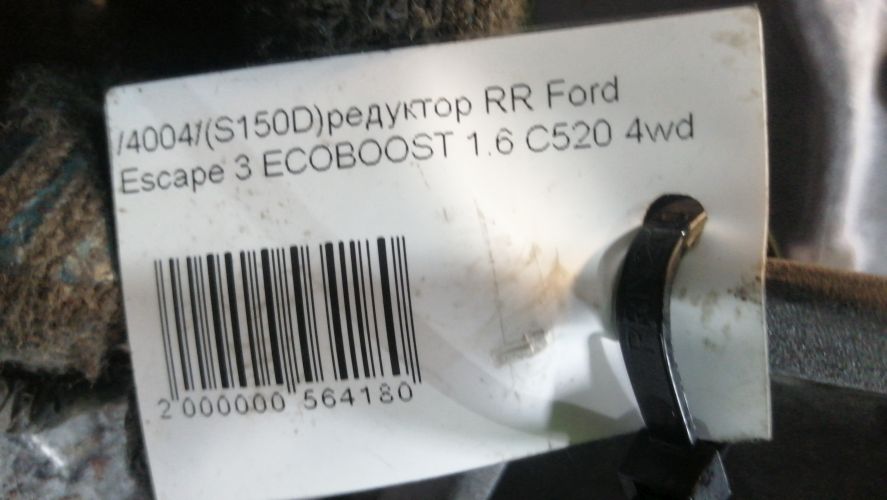 /4004/(S150D)редуктор RR Ford
Escape 3 ECOBOOST 1.6 C520 4wd
2 000000 564180